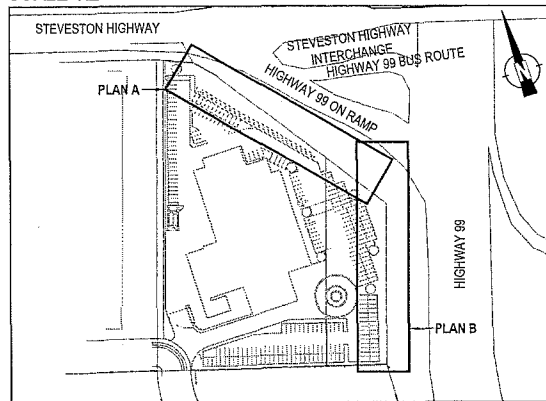 STEVESTON HIGHWAY
STEVESTON HIGHWAY
INTERCHANGE
HIGHWAY 99 BUS ROUTE
HIGHWAY 99 ON RAMP
PLAN A
N
HIGHWAY 99
PLAN B